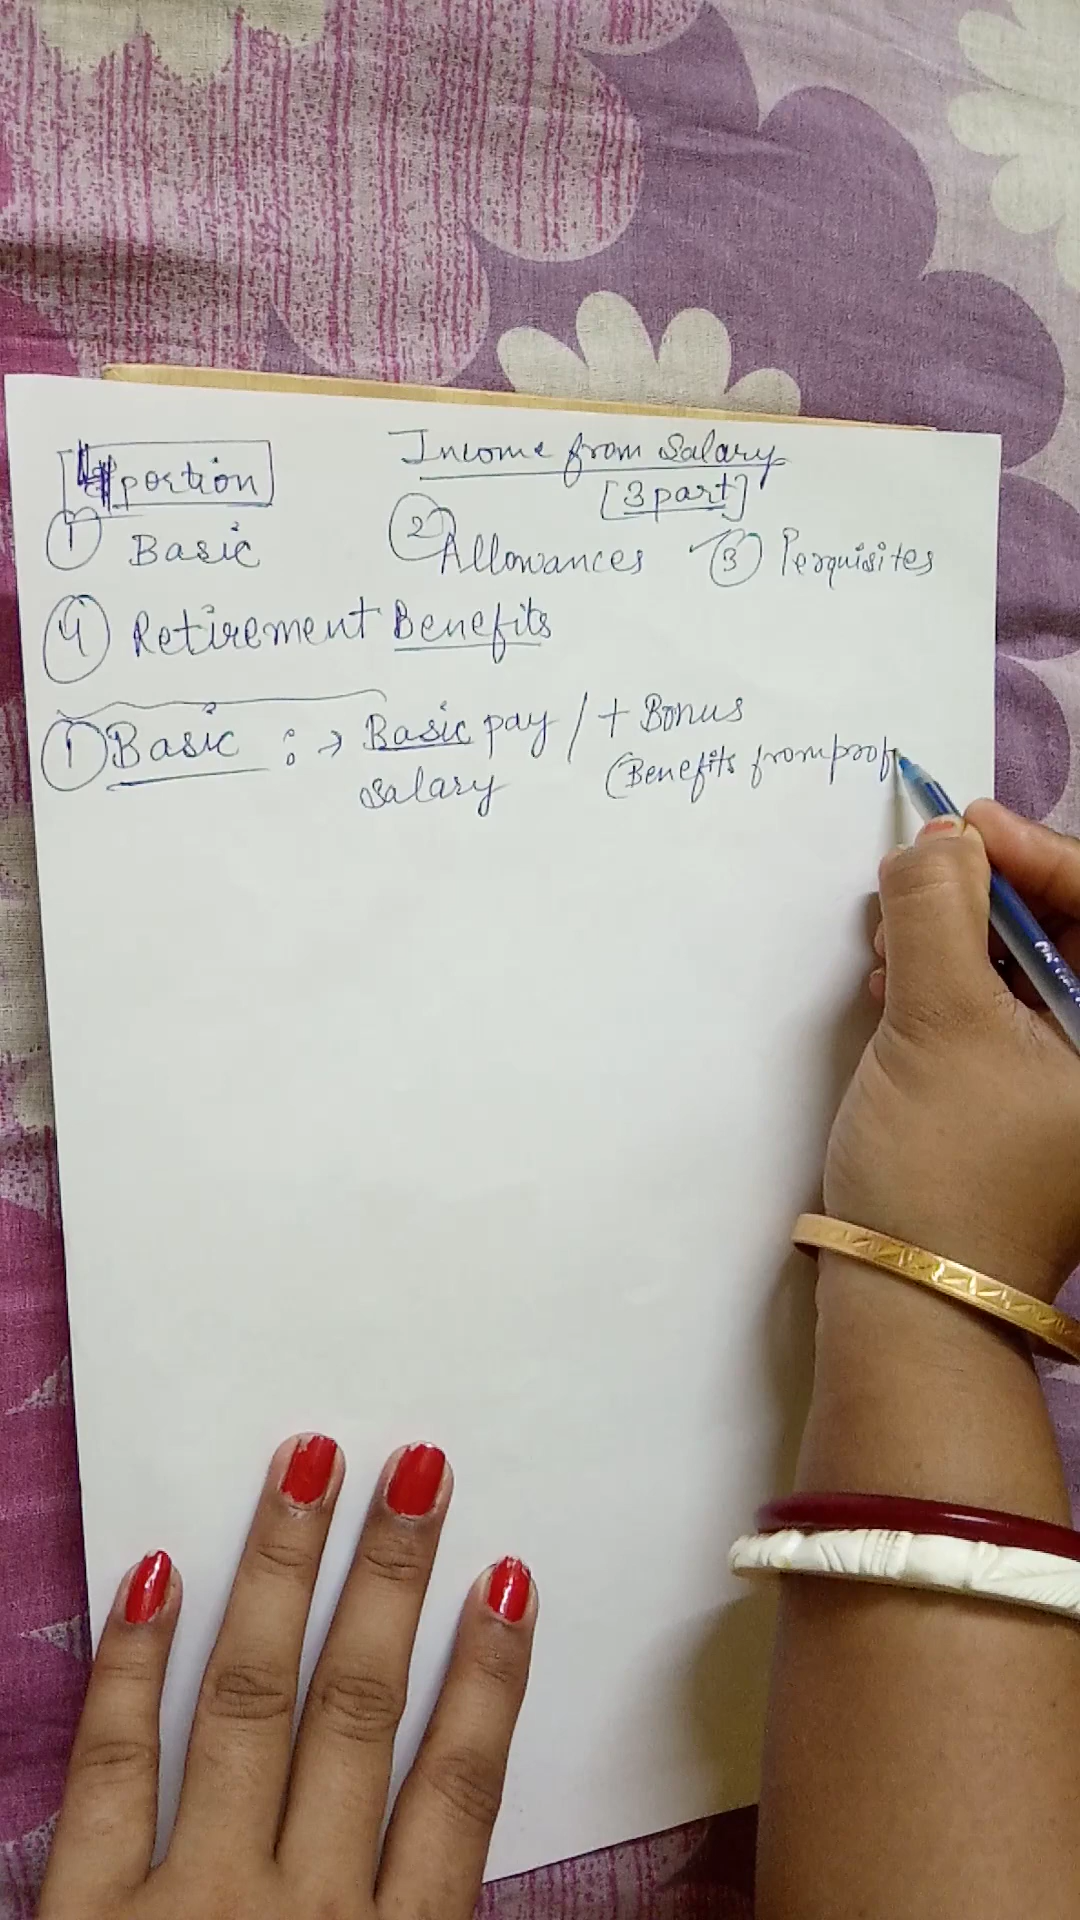 Income from Salary
4 portion
[3 part]
① Basic ② Allowances ③ Perquisites
④ Retirement Benefits
① Basic : → Basic pay / + Bonus
Salary (Benefits from prof